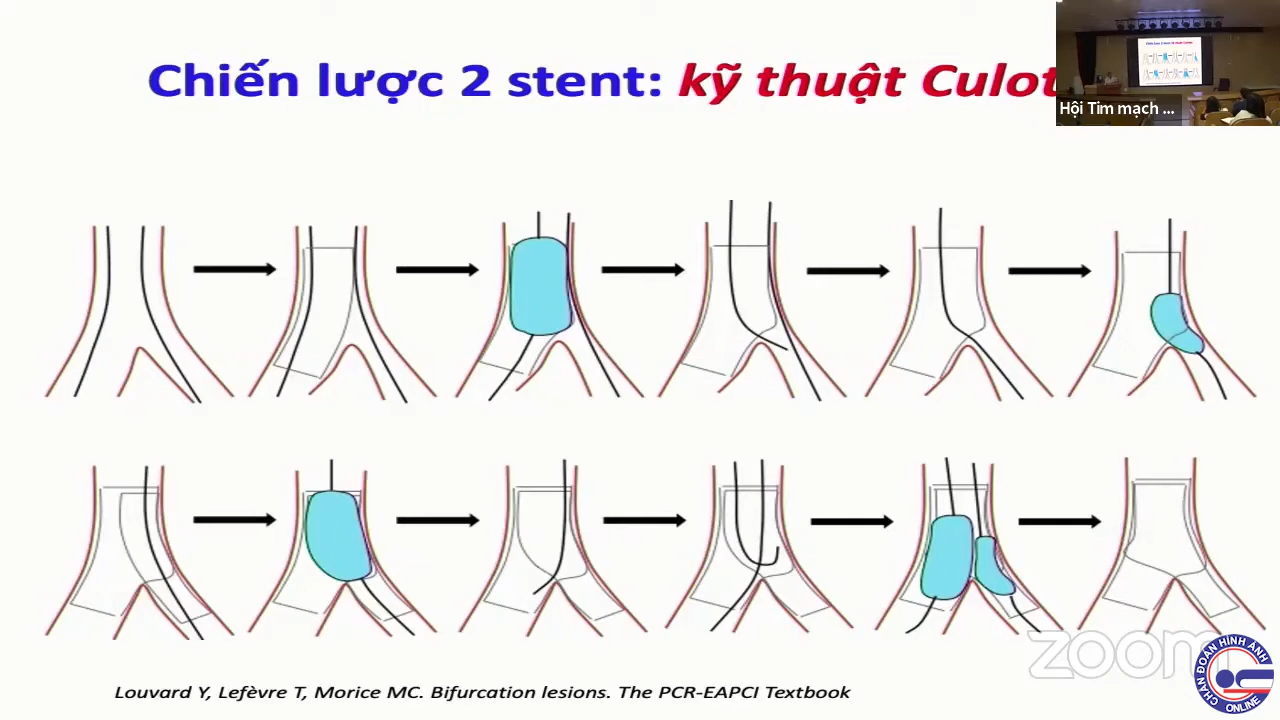 Chiến lược 2 stent: kỹ thuật Culot
Hội Tim mạch ...
Louvard Y, Lefèvre T, Morice MC. Bifurcation lesions. The PCR-EAPCI Textbook
zoom
CHẨN ĐOÁN HÌNH ẢNH
ONLINE